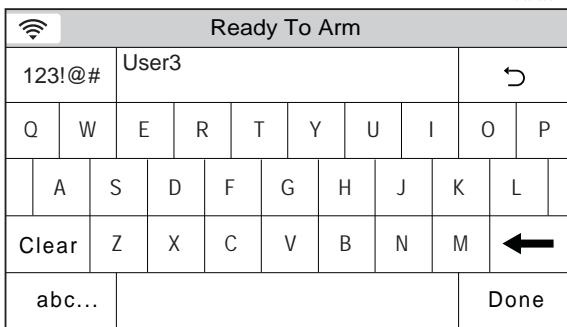 Ready To Arm
123!@# User3
Q W E R T Y U I O P
A S D F G H J K L
Clear Z X C V B N M
abc... Done